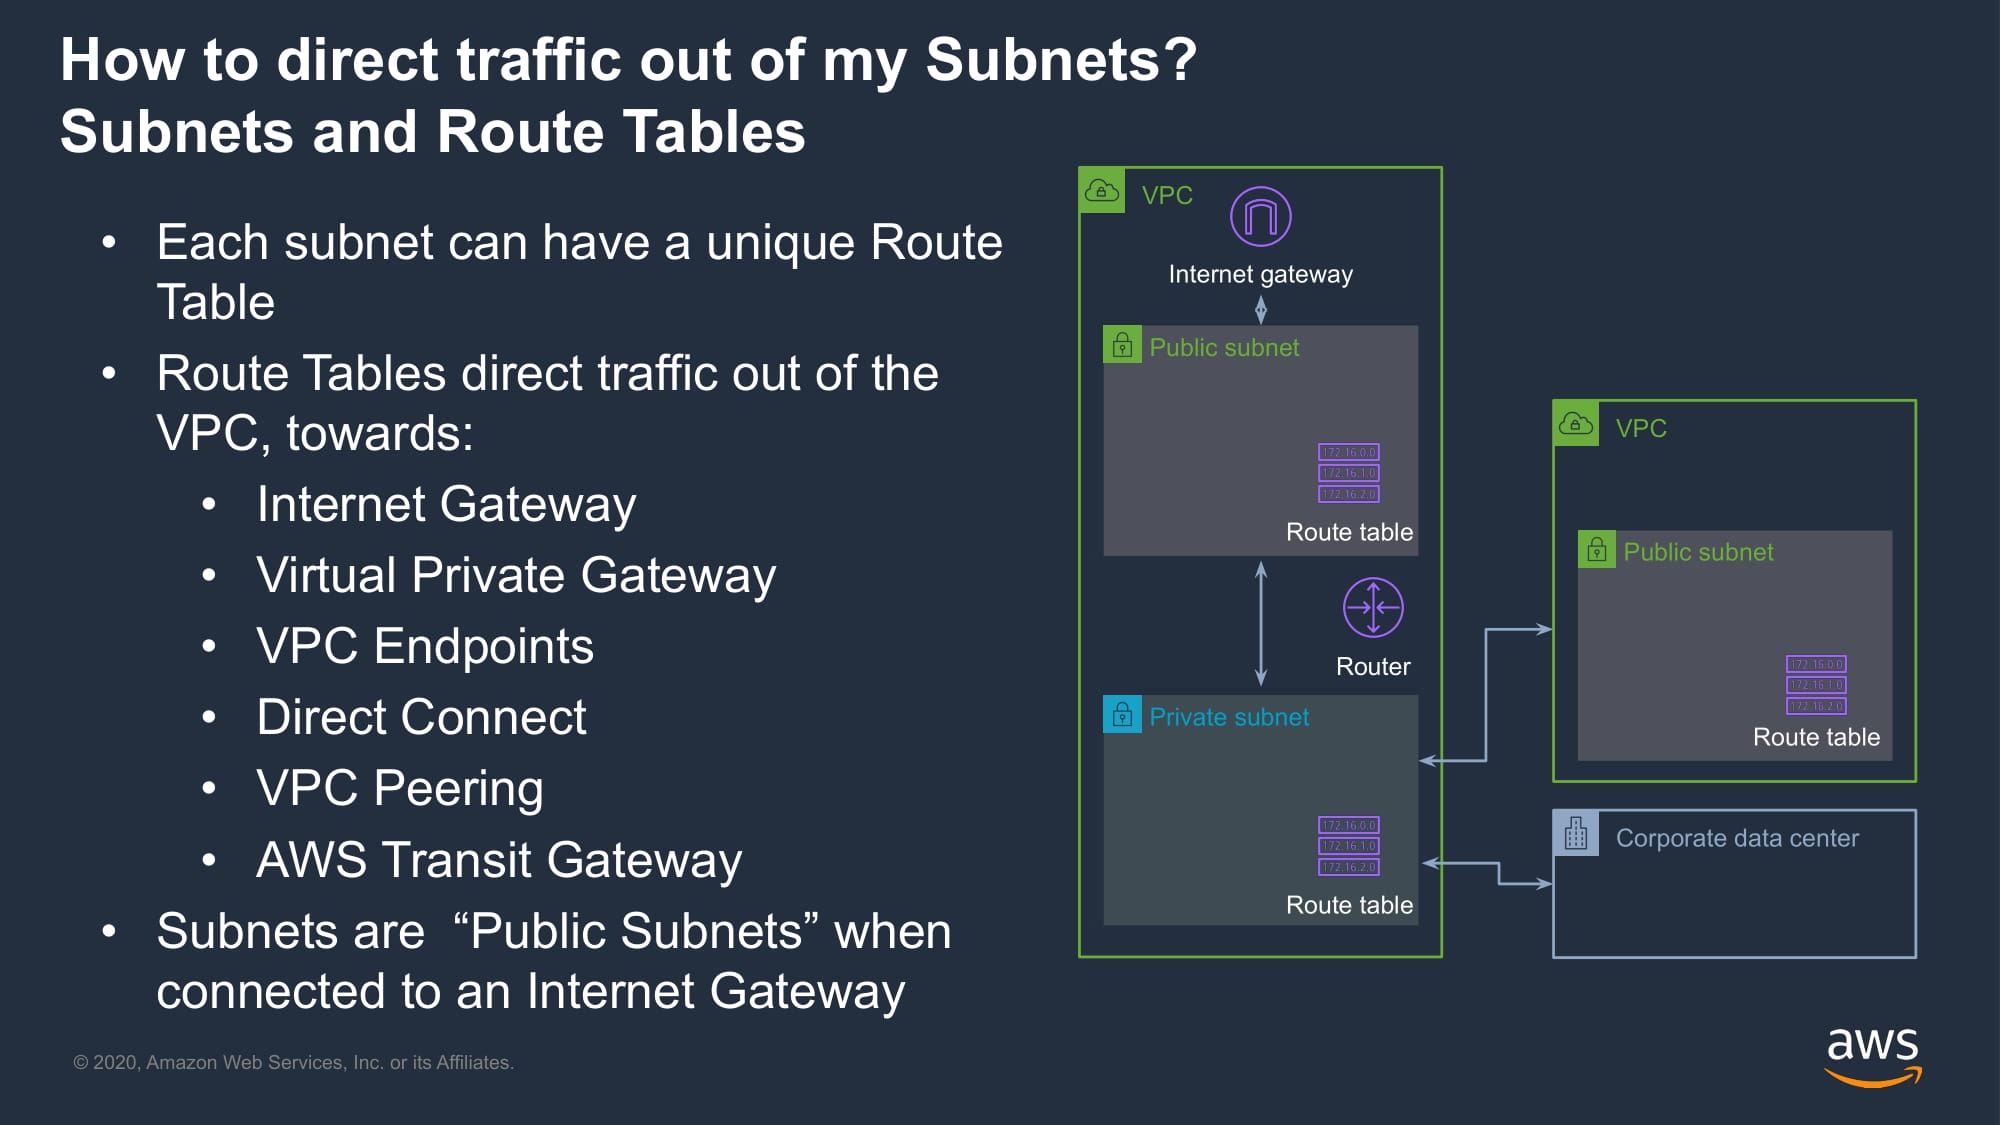 How to direct traffic out of my Subnets?
Subnets and Route Tables
• Each subnet can have a unique Route
Table
• Route Tables direct traffic out of the
VPC, towards:
• Internet Gateway
• Virtual Private Gateway
• VPC Endpoints
• Direct Connect
• VPC Peering
• AWS Transit Gateway
• Subnets are “Public Subnets” when
connected to an Internet Gateway
VPC
Internet gateway
Public subnet
172.16.0.0
172.16.1.0
172.16.2.0
Route table
Router
Private subnet
172.16.0.0
172.16.1.0
172.16.2.0
Route table
VPC
Public subnet
172.16.0.0
172.16.1.0
172.16.2.0
Route table
Corporate data center
© 2020, Amazon Web Services, Inc. or its Affiliates.
aws